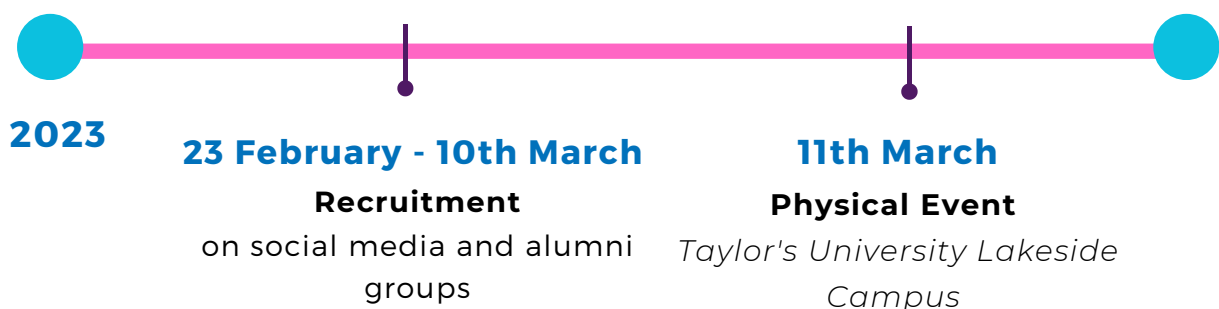 2023
23 February - 10th March
Recruitment
on social media and alumni
groups
11th March
Physical Event
Taylor's University Lakeside
Campus